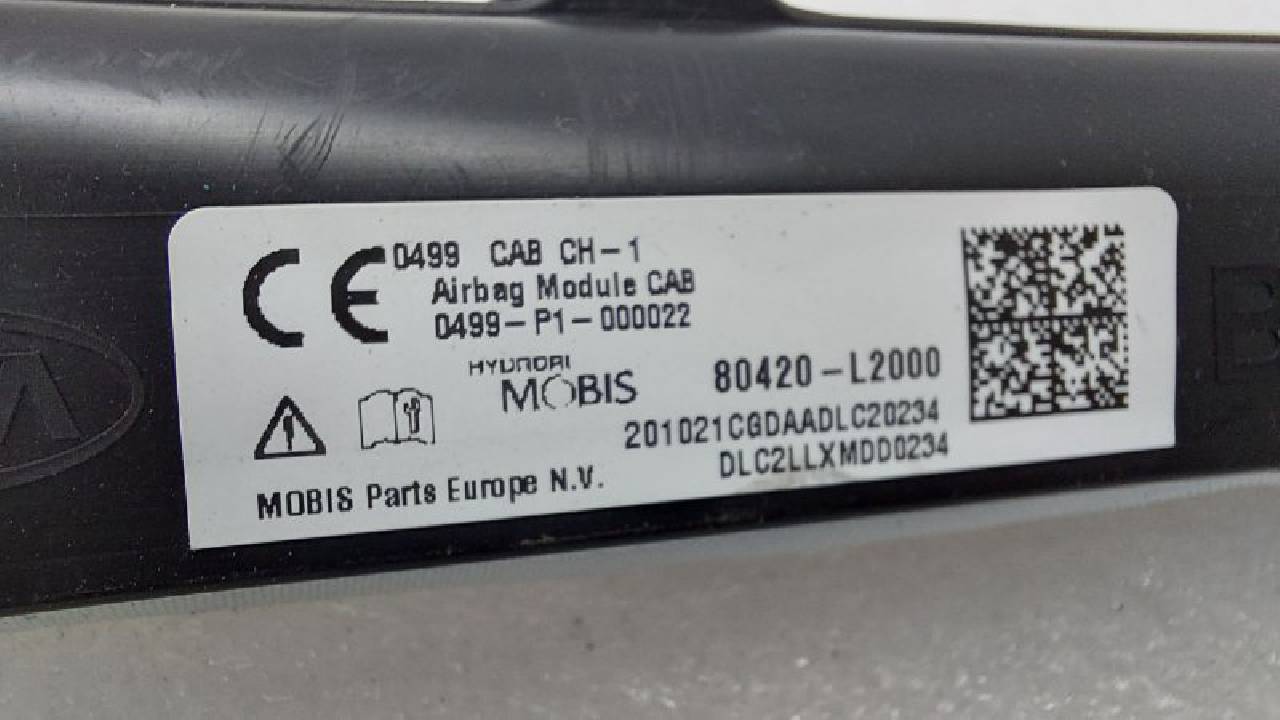 CE 0499 CAB CH-1
Airbag Module CAB
0499-P1-000022
HYUNDAI
MOBIS
80420-L2000
201021CGDAADLC20234
DLC2LLXMDD0234
MOBIS Parts Europe N.V.